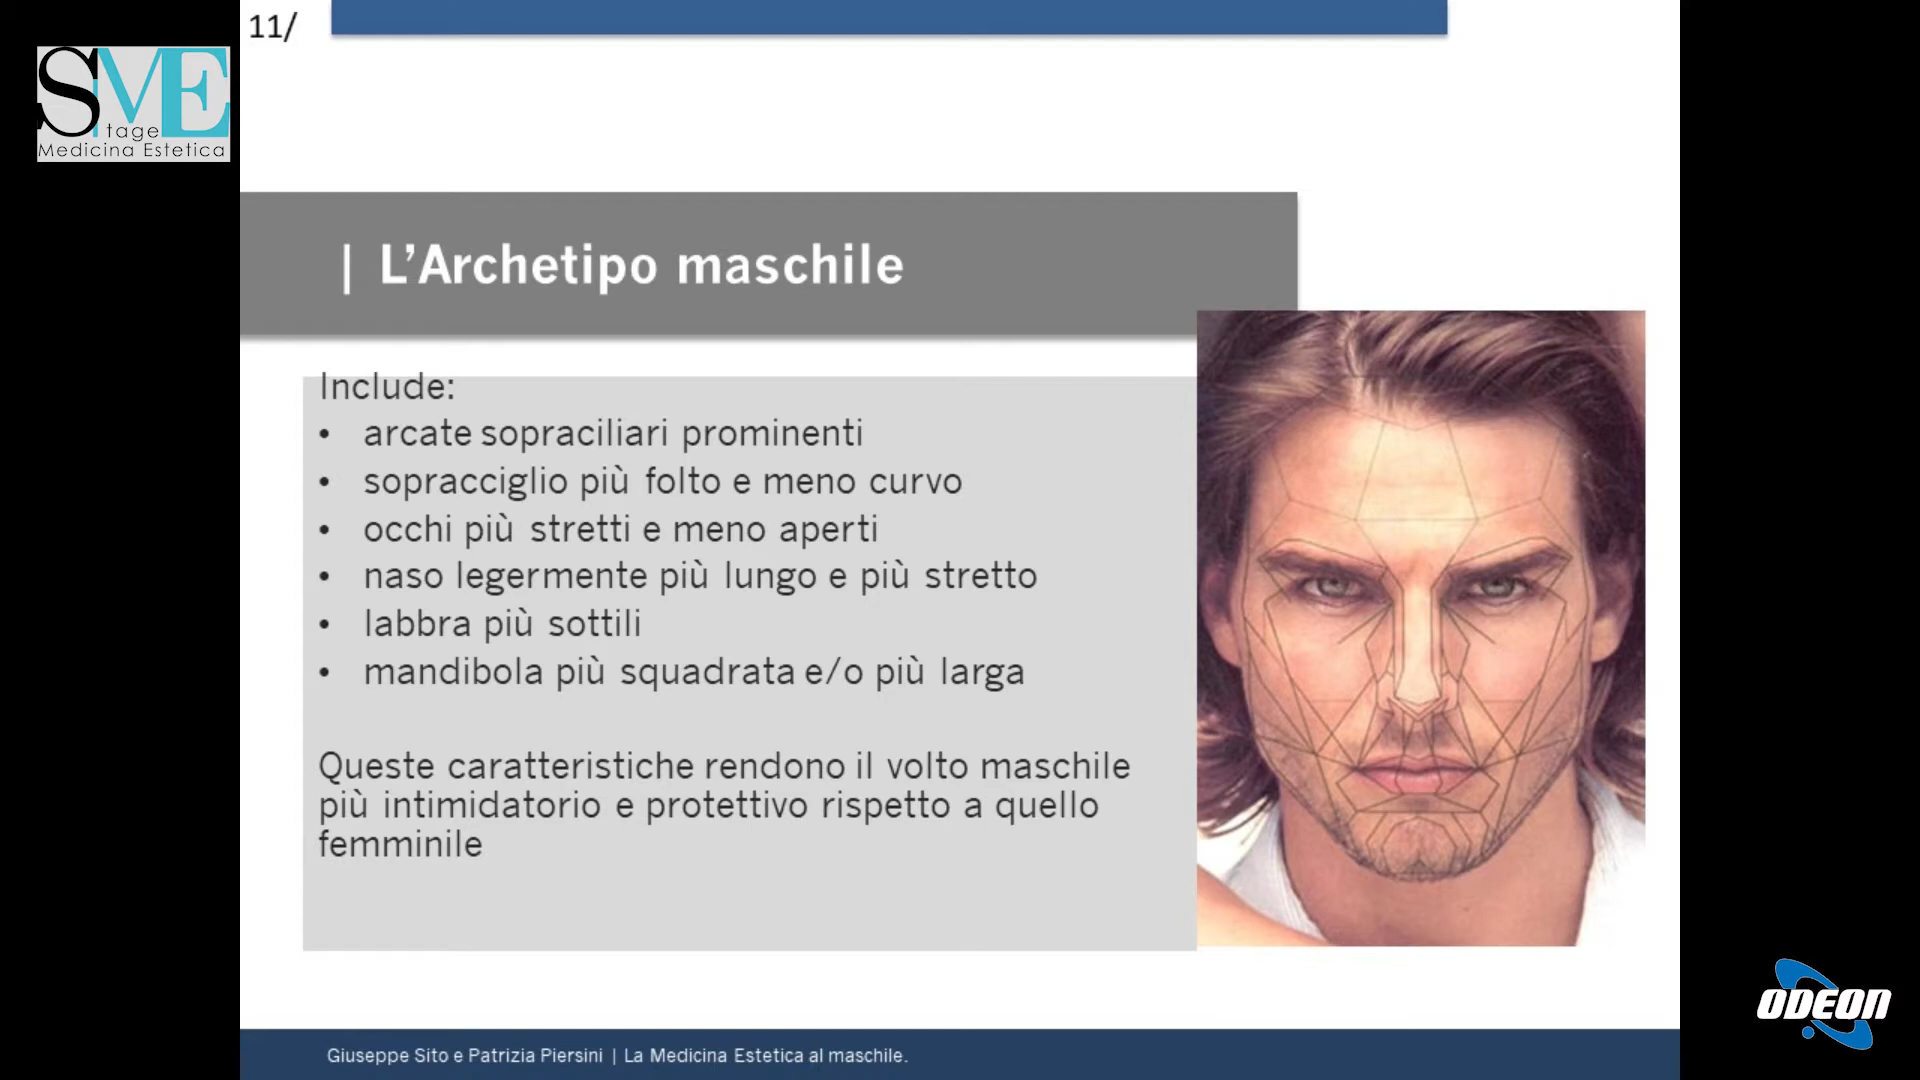 11/
SiME
tage
Medicina Estetica
| L’Archetipo maschile
Include:
• arcate sopraciliari prominenti
• sopracciglio più folto e meno curvo
• occhi più stretti e meno aperti
• naso legermente più lungo e più stretto
• labbra più sottili
• mandibola più squadrata e/o più larga
Queste caratteristiche rendono il volto maschile
più intimidatorio e protettivo rispetto a quello
femminile
ODEON
Giuseppe Sito e Patrizia Piersini | La Medicina Estetica al maschile.